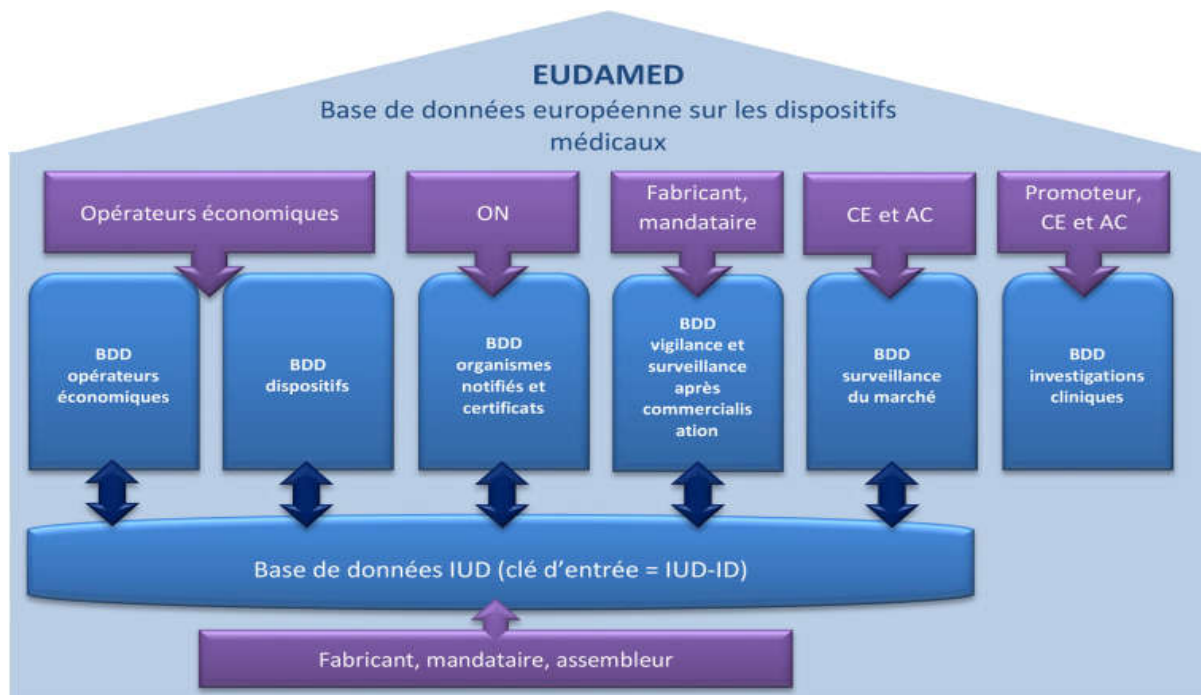 EUDAMED
Base de données européenne sur les dispositifs
médicaux
Opérateurs économiques
ON
Fabricant,
mandataire
CE et AC
Promoteur,
CE et AC
BDD
opérateurs
économiques
BDD
dispositifs
BDD
organismes
notifiés et
certificats
BDD
vigilance et
surveillance
après
commercialis
ation
BDD
surveillance
du marché
BDD
investigations
cliniques
Base de données IUD (clé d'entrée = IUD-ID)
Fabricant, mandataire, assembleur